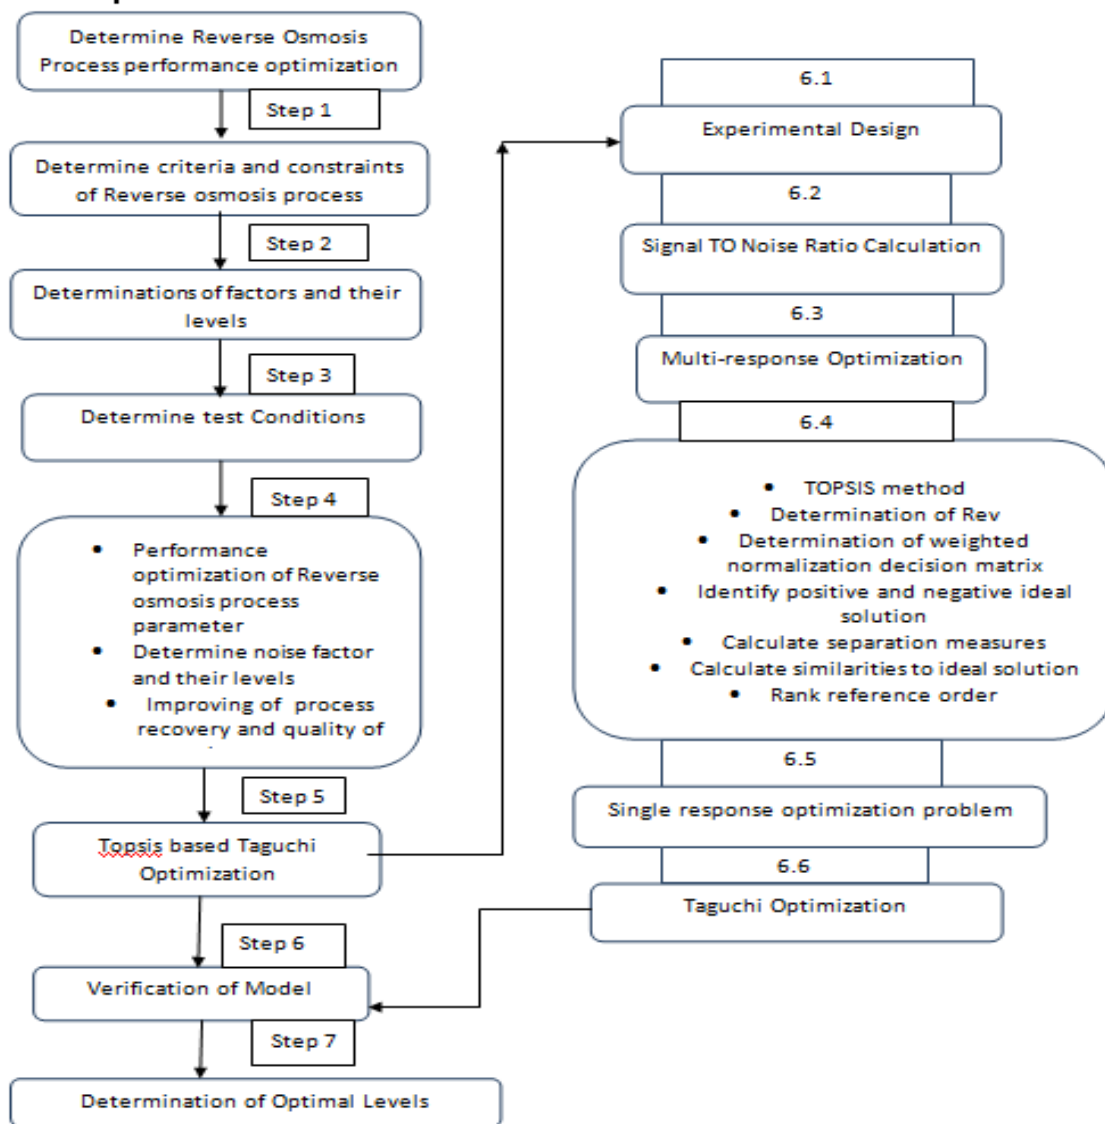 Determine Reverse Osmosis
Process performance optimization
Step 1
Determine criteria and constraints
of Reverse osmosis process
Step 2
Determinations of factors and their
levels
Step 3
Determine test Conditions
Step 4
• Performance
optimization of Reverse
osmosis process
parameter
• Determine noise factor
and their levels
• Improving of process
recovery and quality of
Step 5
Topsis based Taguchi
Optimization
Step 6
Verification of Model
Step 7
Determination of Optimal Levels
6.1
Experimental Design
6.2
Signal TO Noise Ratio Calculation
6.3
Multi-response Optimization
6.4
• TOPSIS method
• Determination of Rev
• Determination of weighted
normalization decision matrix
• Identify positive and negative ideal
solution
• Calculate separation measures
• Calculate similarities to ideal solution
• Rank reference order
6.5
Single response optimization problem
6.6
Taguchi Optimization